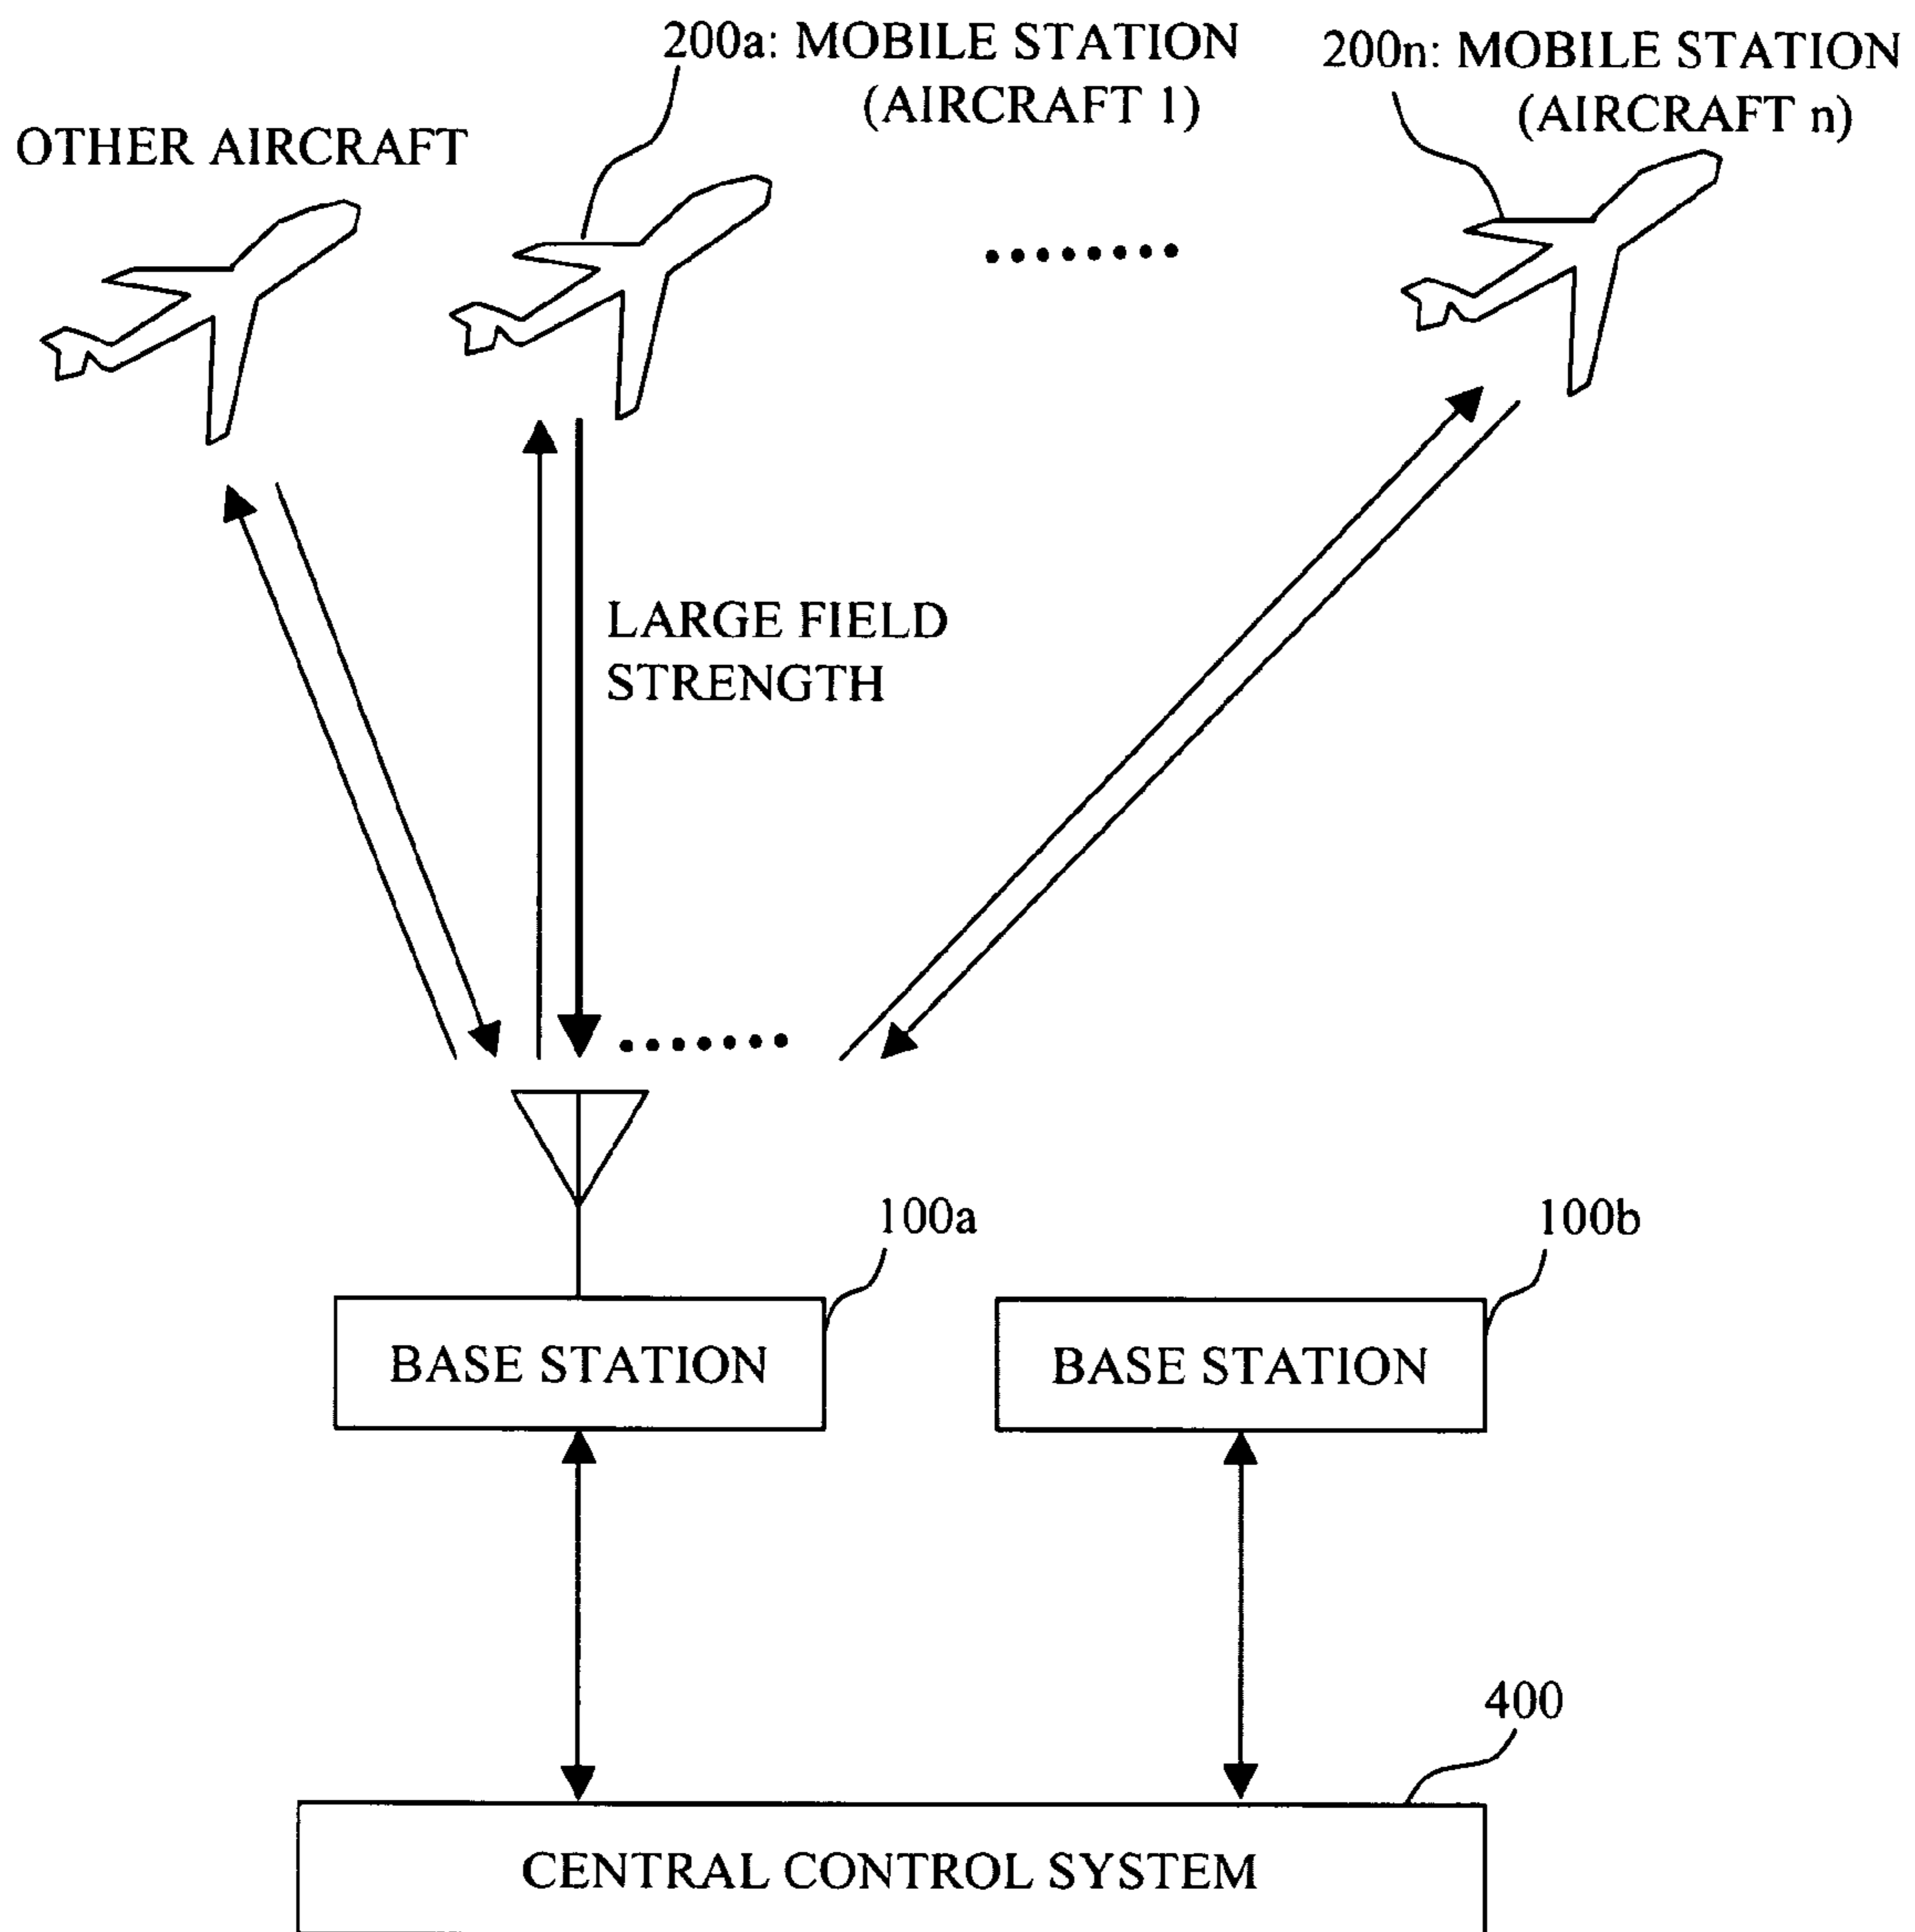 200a: MOBILE STATION
(AIRCRAFT 1)
200n: MOBILE STATION
(AIRCRAFT n)
OTHER AIRCRAFT
LARGE FIELD
STRENGTH
100a
100b
BASE STATION
BASE STATION
400
CENTRAL CONTROL SYSTEM